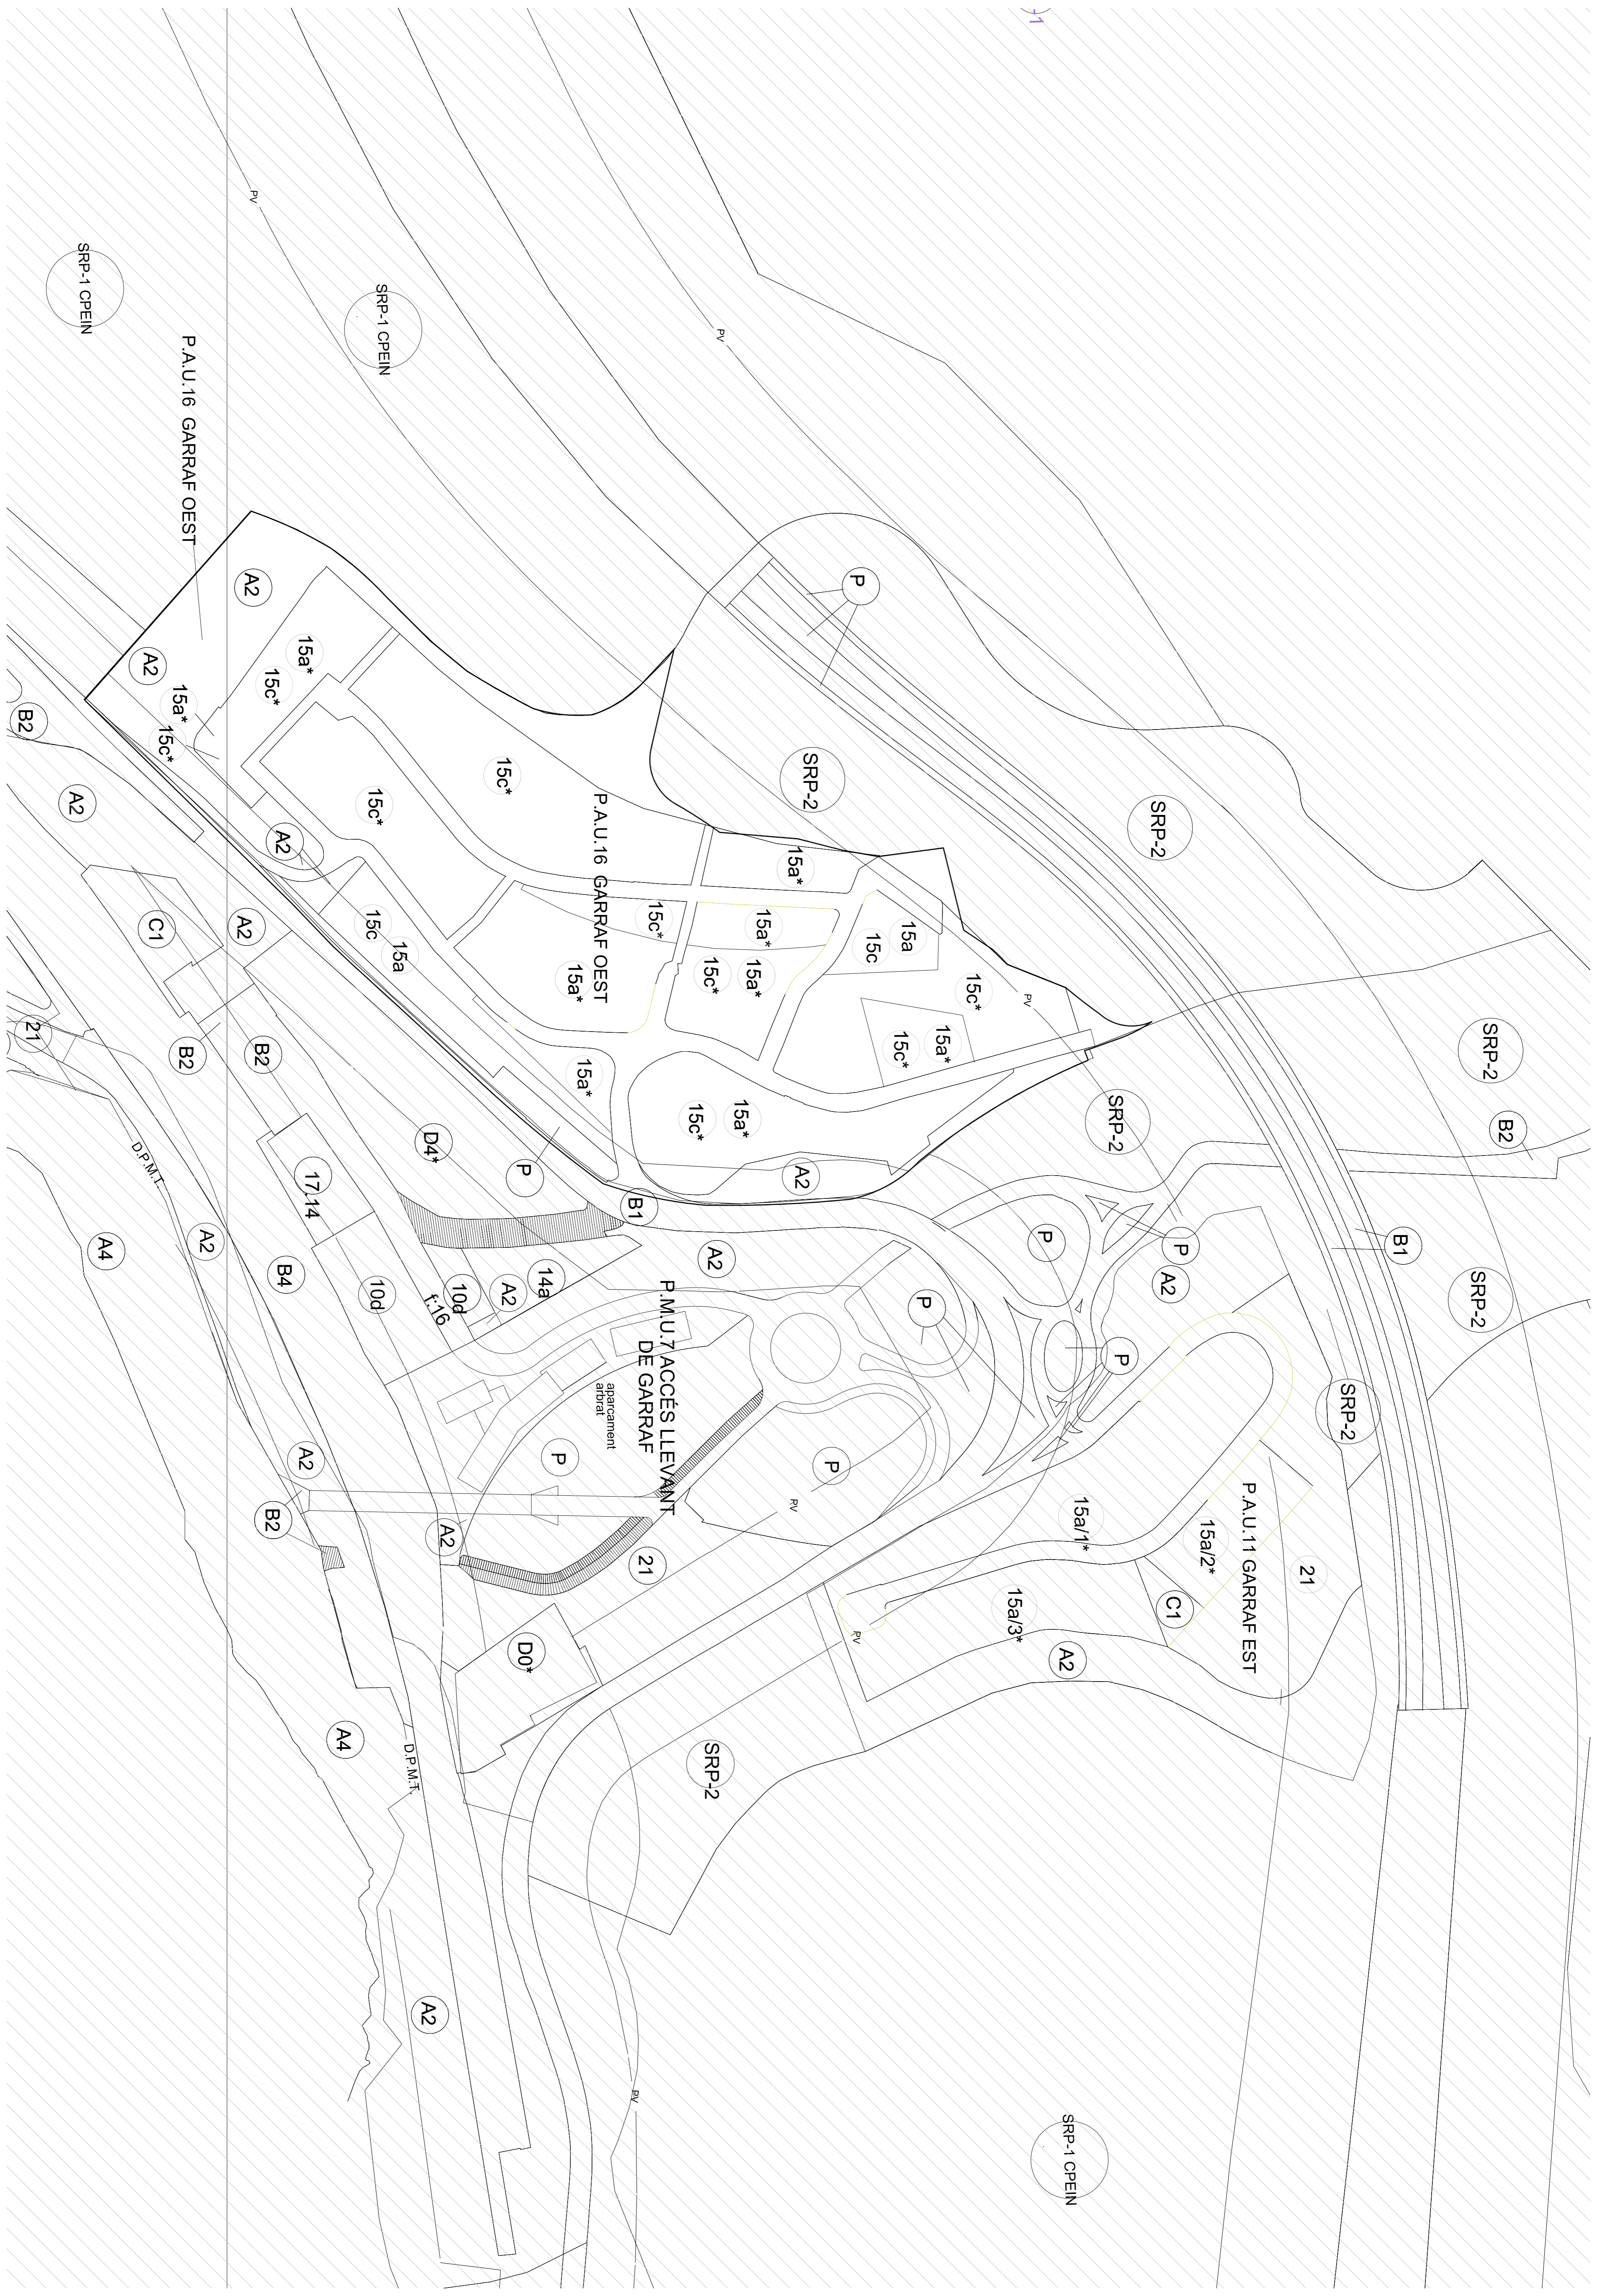 B2
SRP-2
SRP-2
B1
SRP-2
21
P.A.U.11 GARRAF EST
15a/2*
P
C1
A2
SRP-2
P
SRP-2
15a/1*
SRP-1 CPEIN
A2
P
-1
PV
15a/3*
15c*
15a*
P
15a
15c*
15c
P
PV
P
SRP-2
A2
PV
15a*
15a*
15a*
15a*
PV
A2
15c*
SRP-2
15c*
P.M.U.7 ACCÉS LLEVANT
DE GARRAF
15c*
21
B1
PV
aparcament
arbrat
P.A.U.16 GARRAF OEST
15a*
15a*
P
14a
D0*
P
A2
15c*
10d
A2
f:16
D4*
A2
D.P.M.T.
15a
SRP-1 CPEIN
10d
15c*
15c
A4
17.14
A2
15a*
B4
A2
B2
15c*
B2
A2
PV
A2
A2
P.A.U.16 GARRAF OEST
B2
15a*
15c*
C1
A2
D.P.M.T.
A4
SRP-1 CPEIN
A2
21
B2